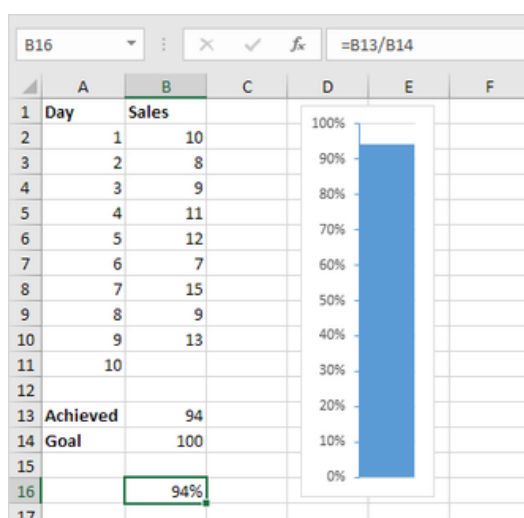 B16 fx =B13/B14
A B C D E F
1 Day Sales
2 1 10
3 2 8
4 3 9
5 4 11
6 5 12
7 6 7
8 7 15
9 8 9
10 9 13
11 10
12
13 Achieved 94
14 Goal 100
15
16 94%
17
100%
90%
80%
70%
60%
50%
40%
30%
20%
10%
0%